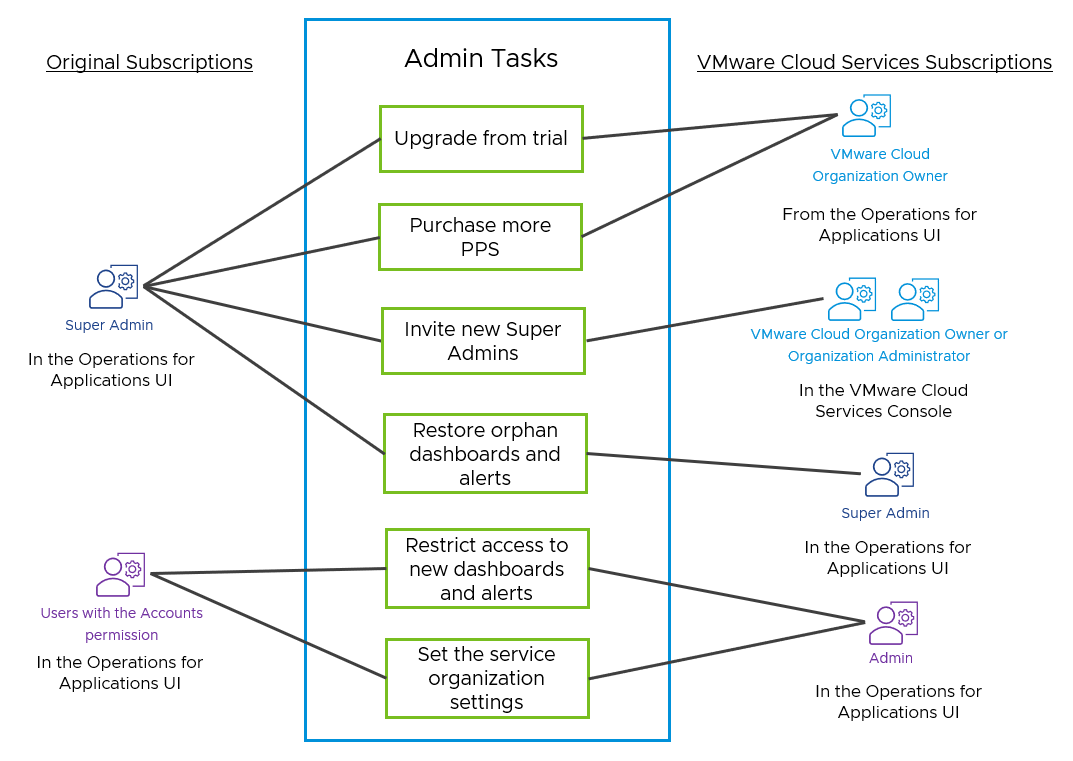 Original Subscriptions
Admin Tasks
VMware Cloud Services Subscriptions
Upgrade from trial
Purchase more
PPS
Invite new Super
Admins
Restore orphan
dashboards and
alerts
Restrict access to
new dashboards
and alerts
Set the service
organization
settings
Super Admin
In the Operations for
Applications UI
Users with the Accounts
permission
In the Operations for
Applications UI
VMware Cloud
Organization Owner
From the Operations for
Applications UI
VMware Cloud Organization Owner or
Organization Administrator
In the VMware Cloud
Services Console
Super Admin
In the Operations for
Applications UI
Admin
In the Operations for
Applications UI